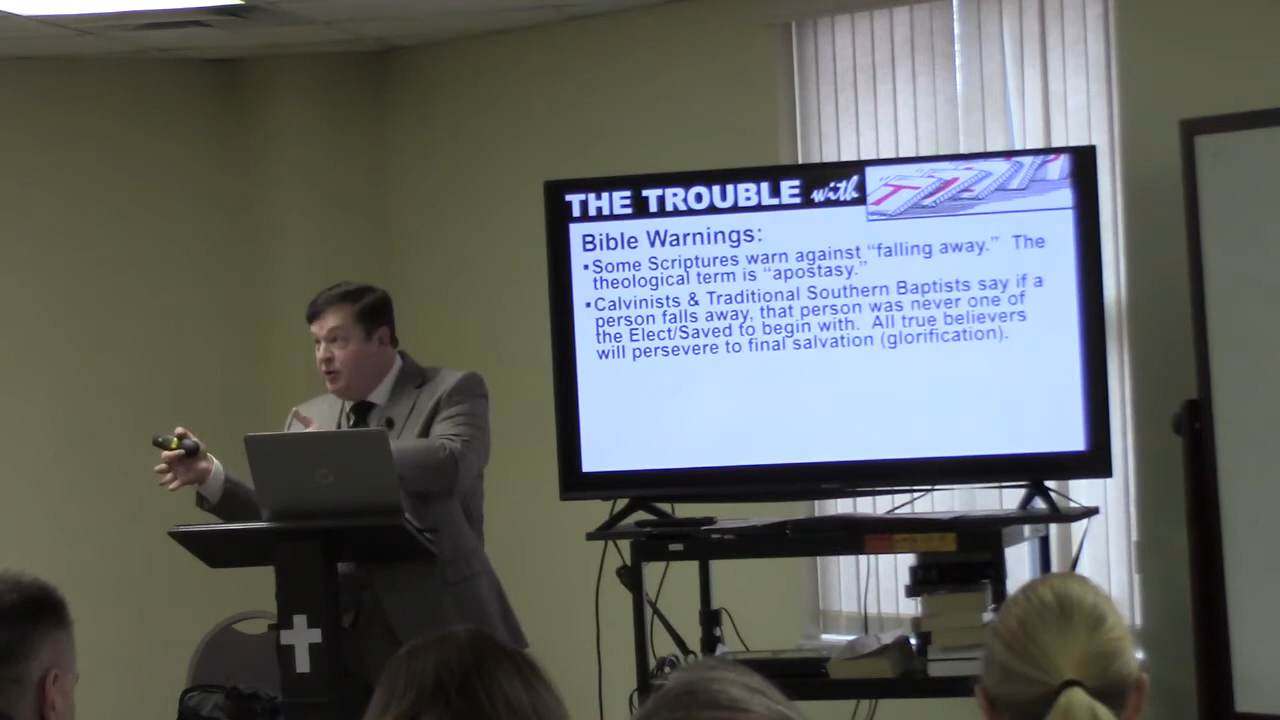 THE TROUBLE with
Bible Warnings:
▪Some Scriptures warn against “falling away.” The
theological term is “apostasy.”
▪Calvinists & Traditional Southern Baptists say if a
person falls away, that person was never one of
the Elect/Saved to begin with. All true believers
will persevere to final salvation (glorification).